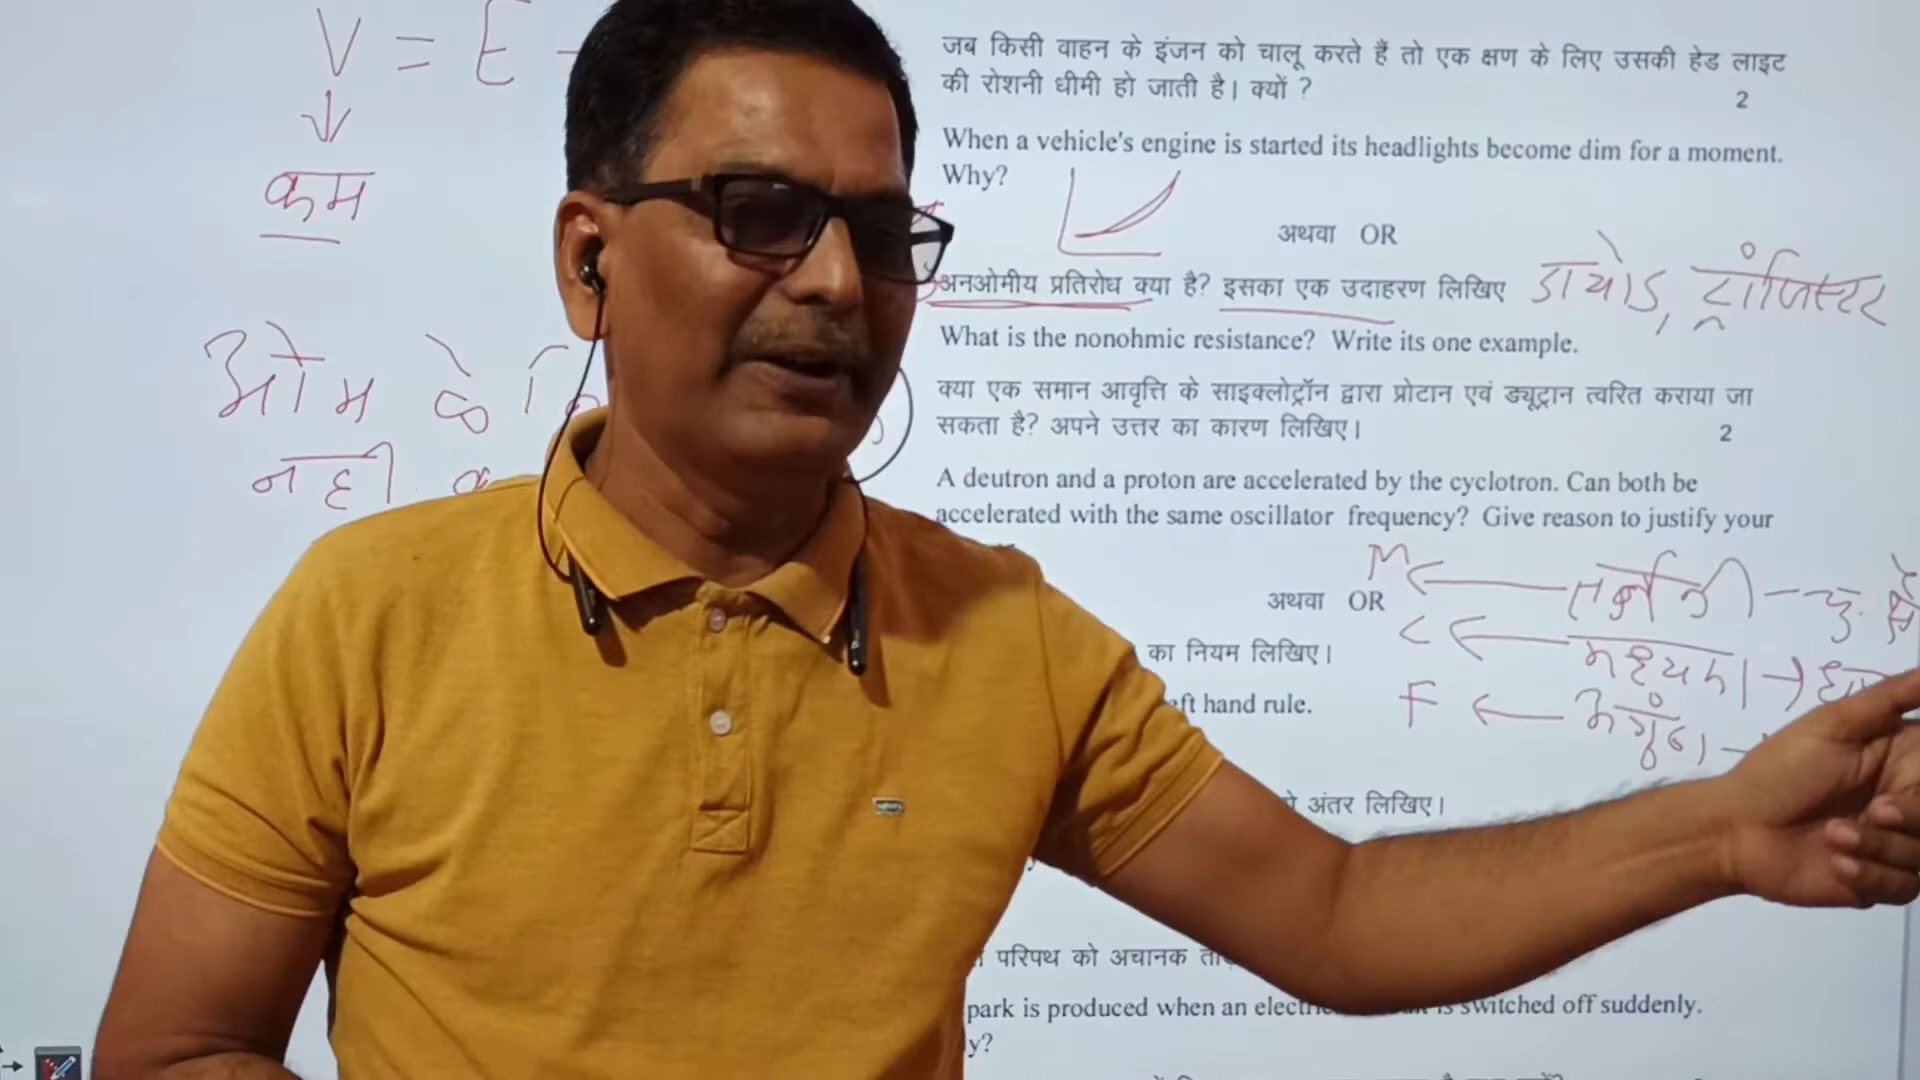 V = E -
कम
ओम के नि
नही
जब किसी वाहन के इंजन को चालू करते हैं तो एक क्षण के लिए उसकी हेड लाइट
की रोशनी धीमी हो जाती है। क्यों ?
2
When a vehicle's engine is started its headlights become dim for a moment.
Why?
अथवा OR
अनओमीय प्रतिरोध क्या है? इसका एक उदाहरण लिखिए डायोड, ट्रांजिस्टर
What is the nonohmic resistance? Write its one example.
क्या एक समान आवृत्ति के साइक्लोट्रॉन द्वारा प्रोटान एवं ड्यूट्रान त्वरित कराया जा
सकता है? अपने उत्तर का कारण लिखिए।
2
A deutron and a proton are accelerated by the cyclotron. Can both be
accelerated with the same oscillator frequency? Give reason to justify your
अथवा OR
M ← तर्जनी - चु. क्षे
C ← मध्यमा →
F ← अंगूठा →
का नियम लिखिए।
ft hand rule.
अंतर लिखिए।
परिपथ को अचानक
park is produced when an electric is switched off suddenly.
y?